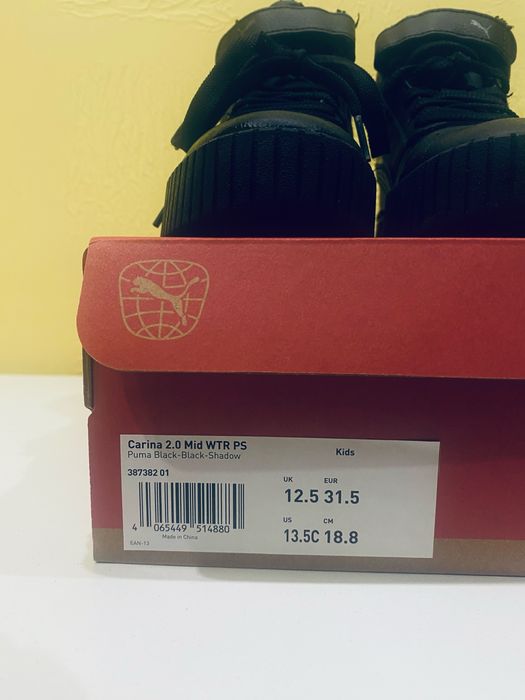 Carina 2.0 Mid WTR PS
Puma Black-Black-Shadow
Kids
387382 01
UK EUR
12.5 31.5
US CM
13.5C 18.8
4 065449 514880
Made in China
EAN-13